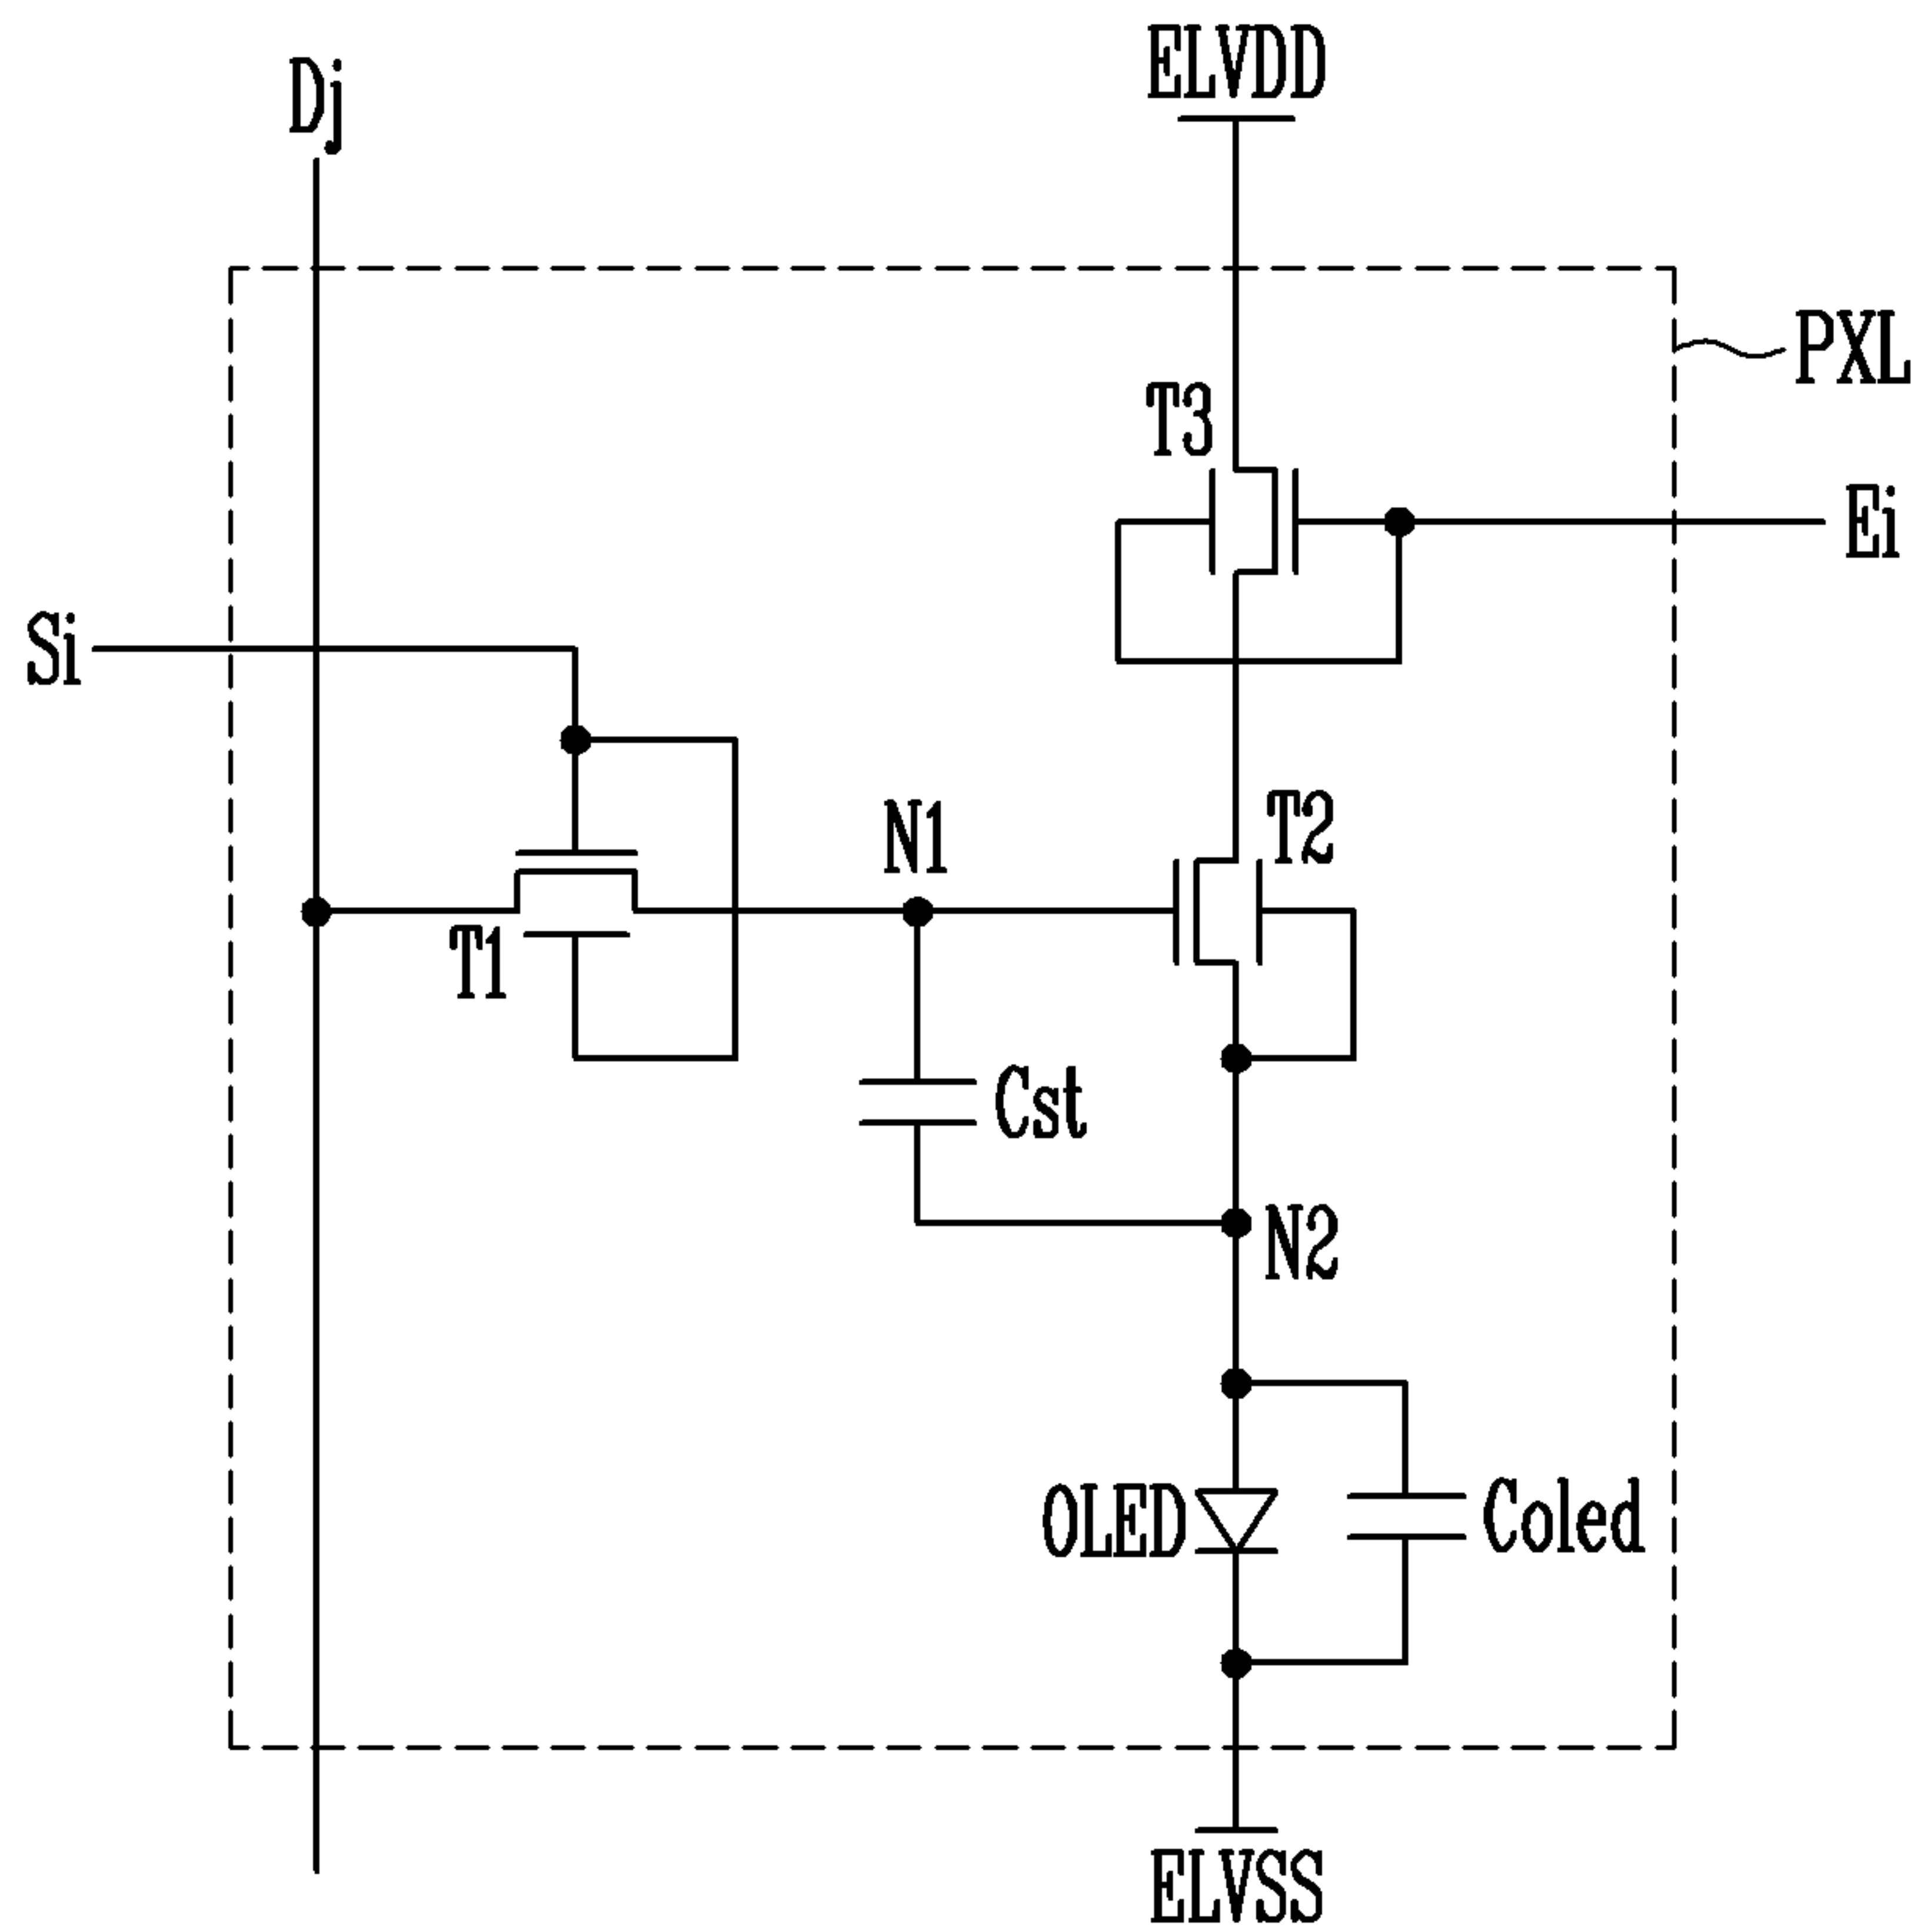 ELVDD
Dj
PXL
T3
Ei
Si
T2
N1
T1
Cst
N2
OLED
Coled
ELVSS